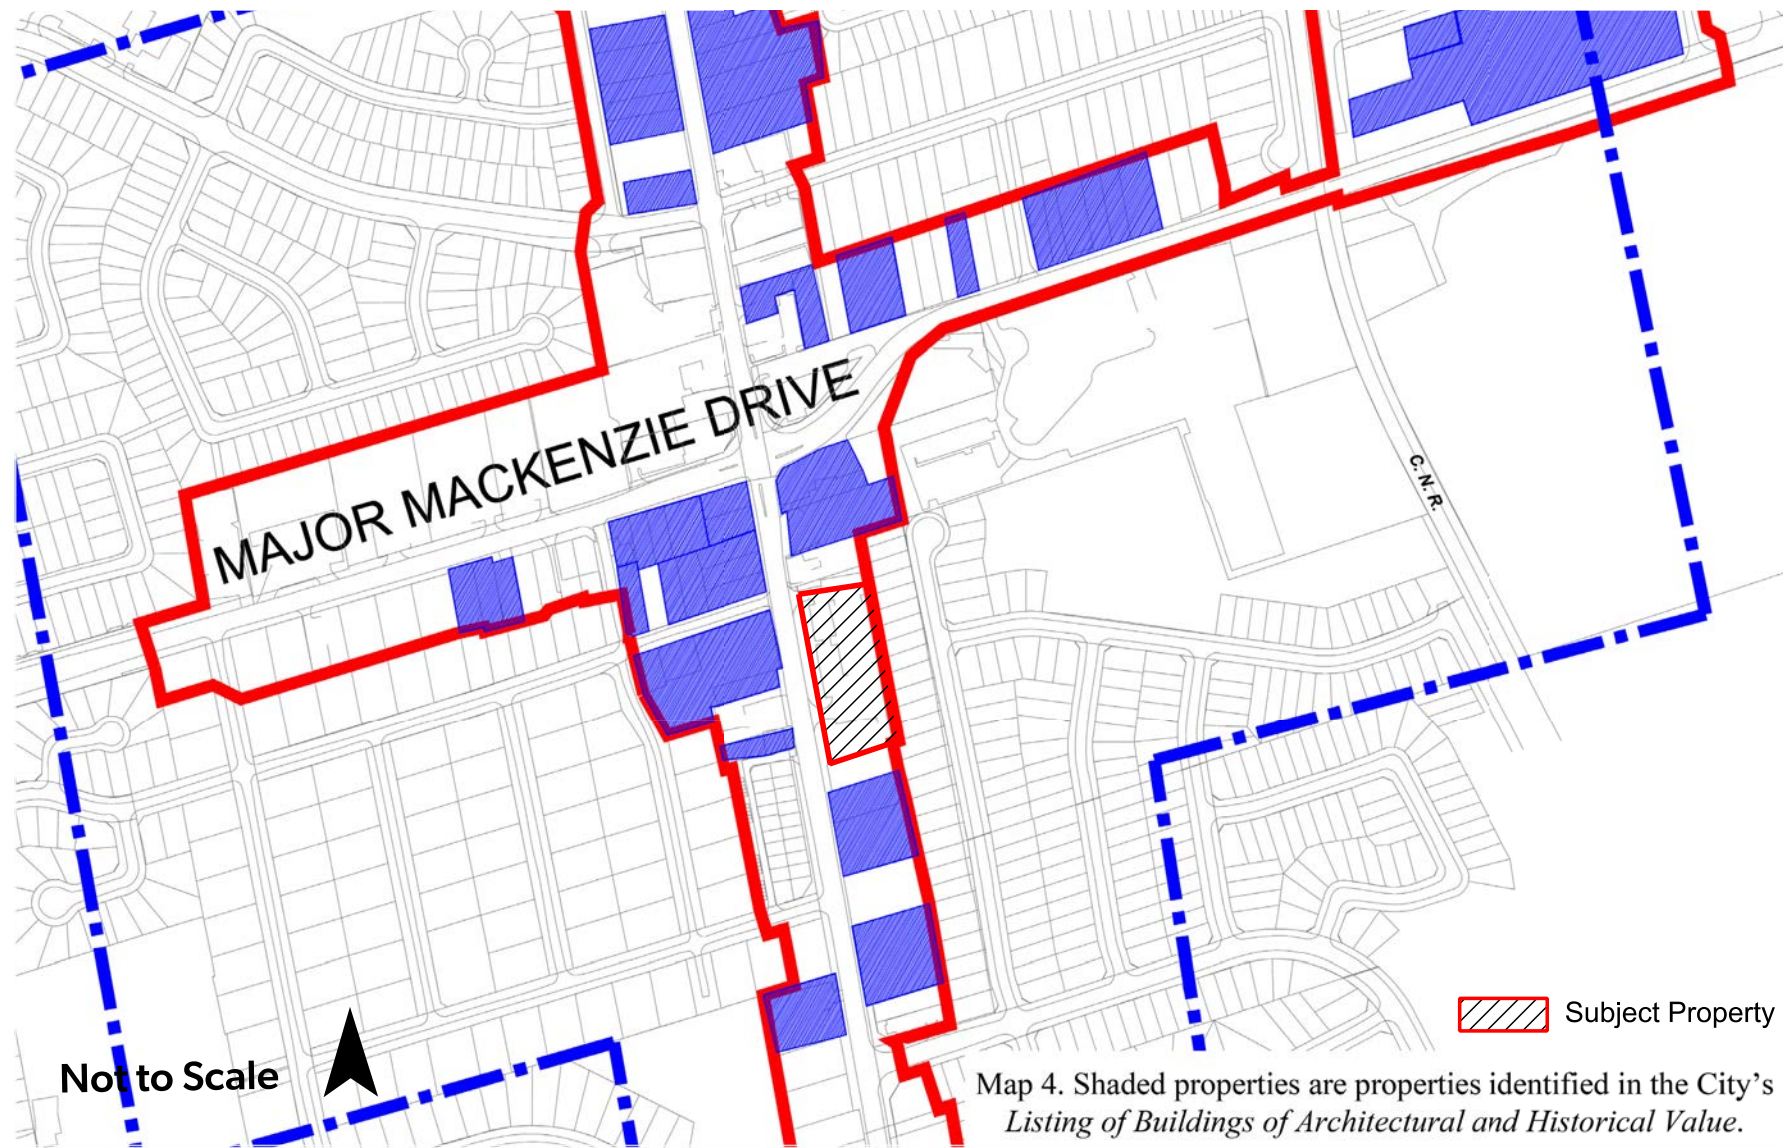 MAJOR MACKENZIE DRIVE
C. N. R.
Subject Property
Not to Scale
Map 4. Shaded properties are properties identified in the City’s
Listing of Buildings of Architectural and Historical Value.